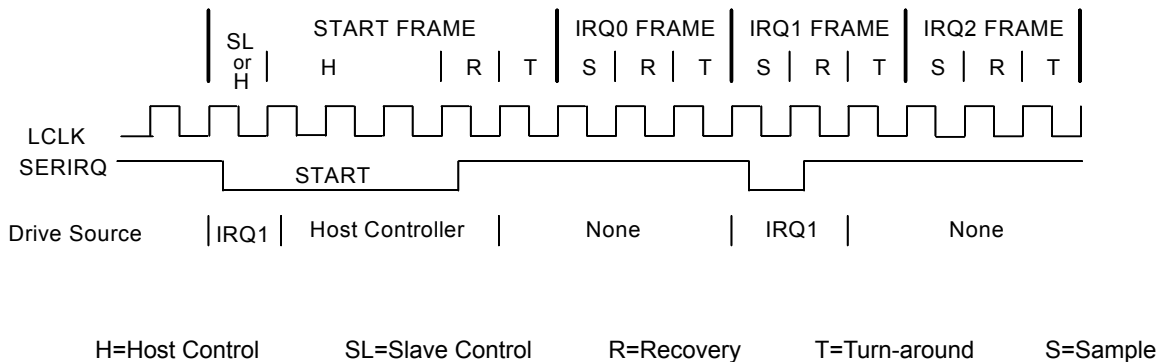 START FRAME IRQ0 FRAME IRQ1 FRAME IRQ2 FRAME
SL
or
H
H R T S R T S R T S R T
LCLK
SERIRQ
START
Drive Source IRQ1 Host Controller None IRQ1 None
H=Host Control SL=Slave Control R=Recovery T=Turn-around S=Sample